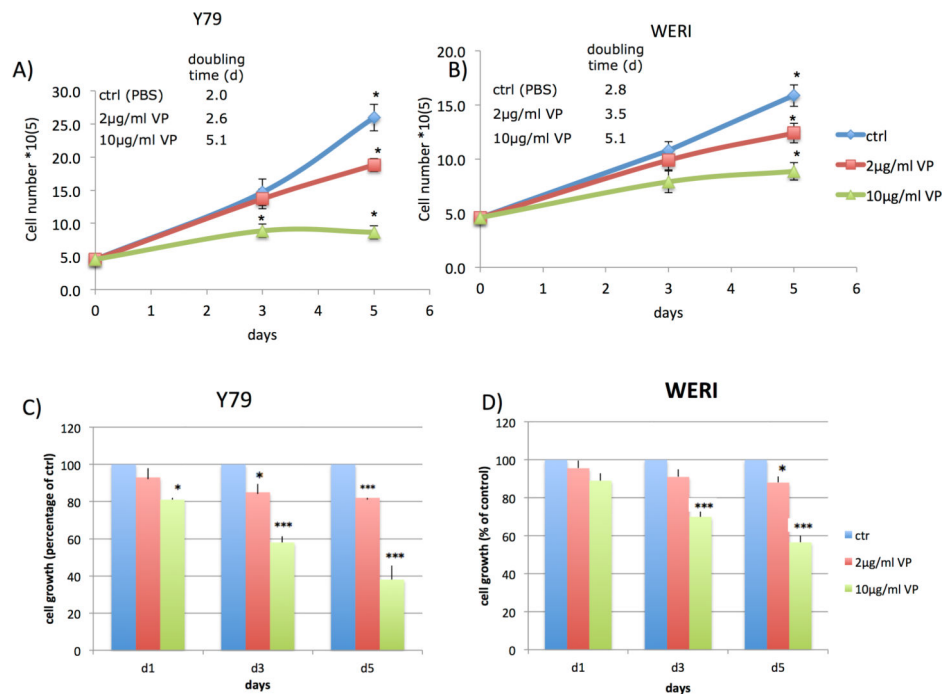 Y79
A)
doubling
time (d)
ctrl (PBS) 2.0
2µg/ml VP 2.6
10µg/ml VP 5.1
Cell number *10(5)
30.0
25.0
20.0
15.0
10.0
5.0
0.0
*
*
*
*
0 1 2 3 4 5 6
days
WERI
B)
doubling
time (d)
ctrl (PBS) 2.8
2µg/ml VP 3.5
10µg/ml VP 5.1
Cell number *10(5)
20.0
15.0
10.0
5.0
0.0
*
*
*
0 1 2 3 4 5 6
days
ctrl
2µg/ml VP
10µg/ml VP
C)
Y79
cell growth (percentage of ctrl)
120
100
80
60
40
20
0
*
*
***
***
***
d1 d3 d5
days
D)
WERI
cell growth (% of control)
120
100
80
60
40
20
0
***
*
***
d1 d3 d5
days
ctr
2µg/ml VP
10µg/ml VP